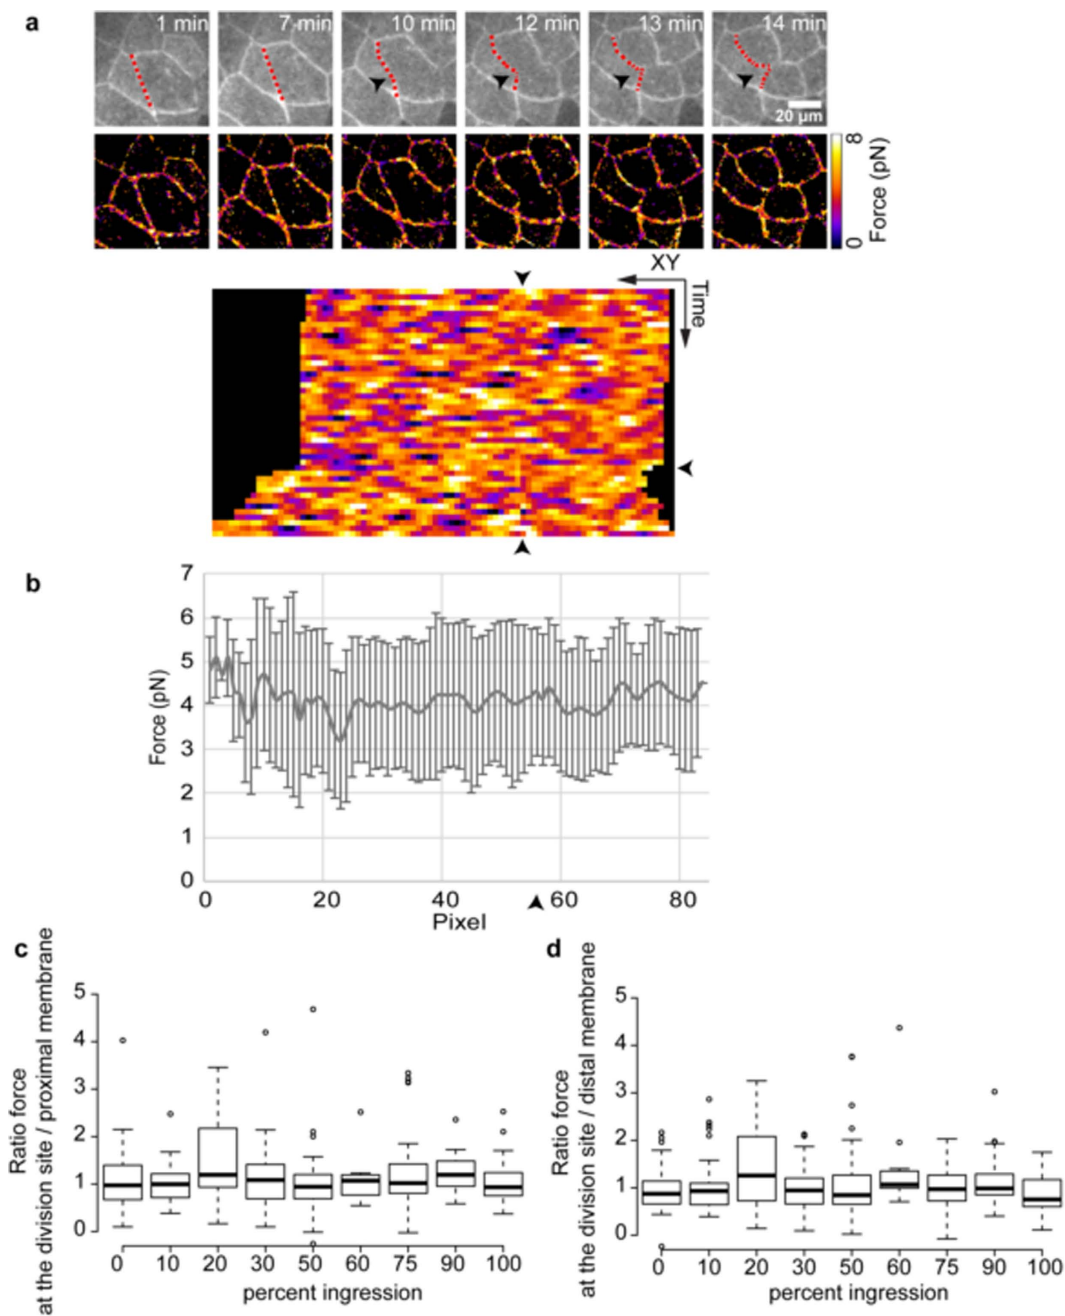 a
1 min
7 min
10 min
12 min
13 min
14 min
20 µm
8
0
Force (pN)
XY
Time
b
7
6
5
4
3
2
1
0
Force (pN)
0 20 40 60 80
Pixel
c
5
4
3
2
1
0
Ratio force
at the division site / proximal membrane
0 10 20 30 50 60 75 90 100
percent ingression
d
5
4
3
2
1
0
Ratio force
at the division site / distal membrane
0 10 20 30 50 60 75 90 100
percent ingression